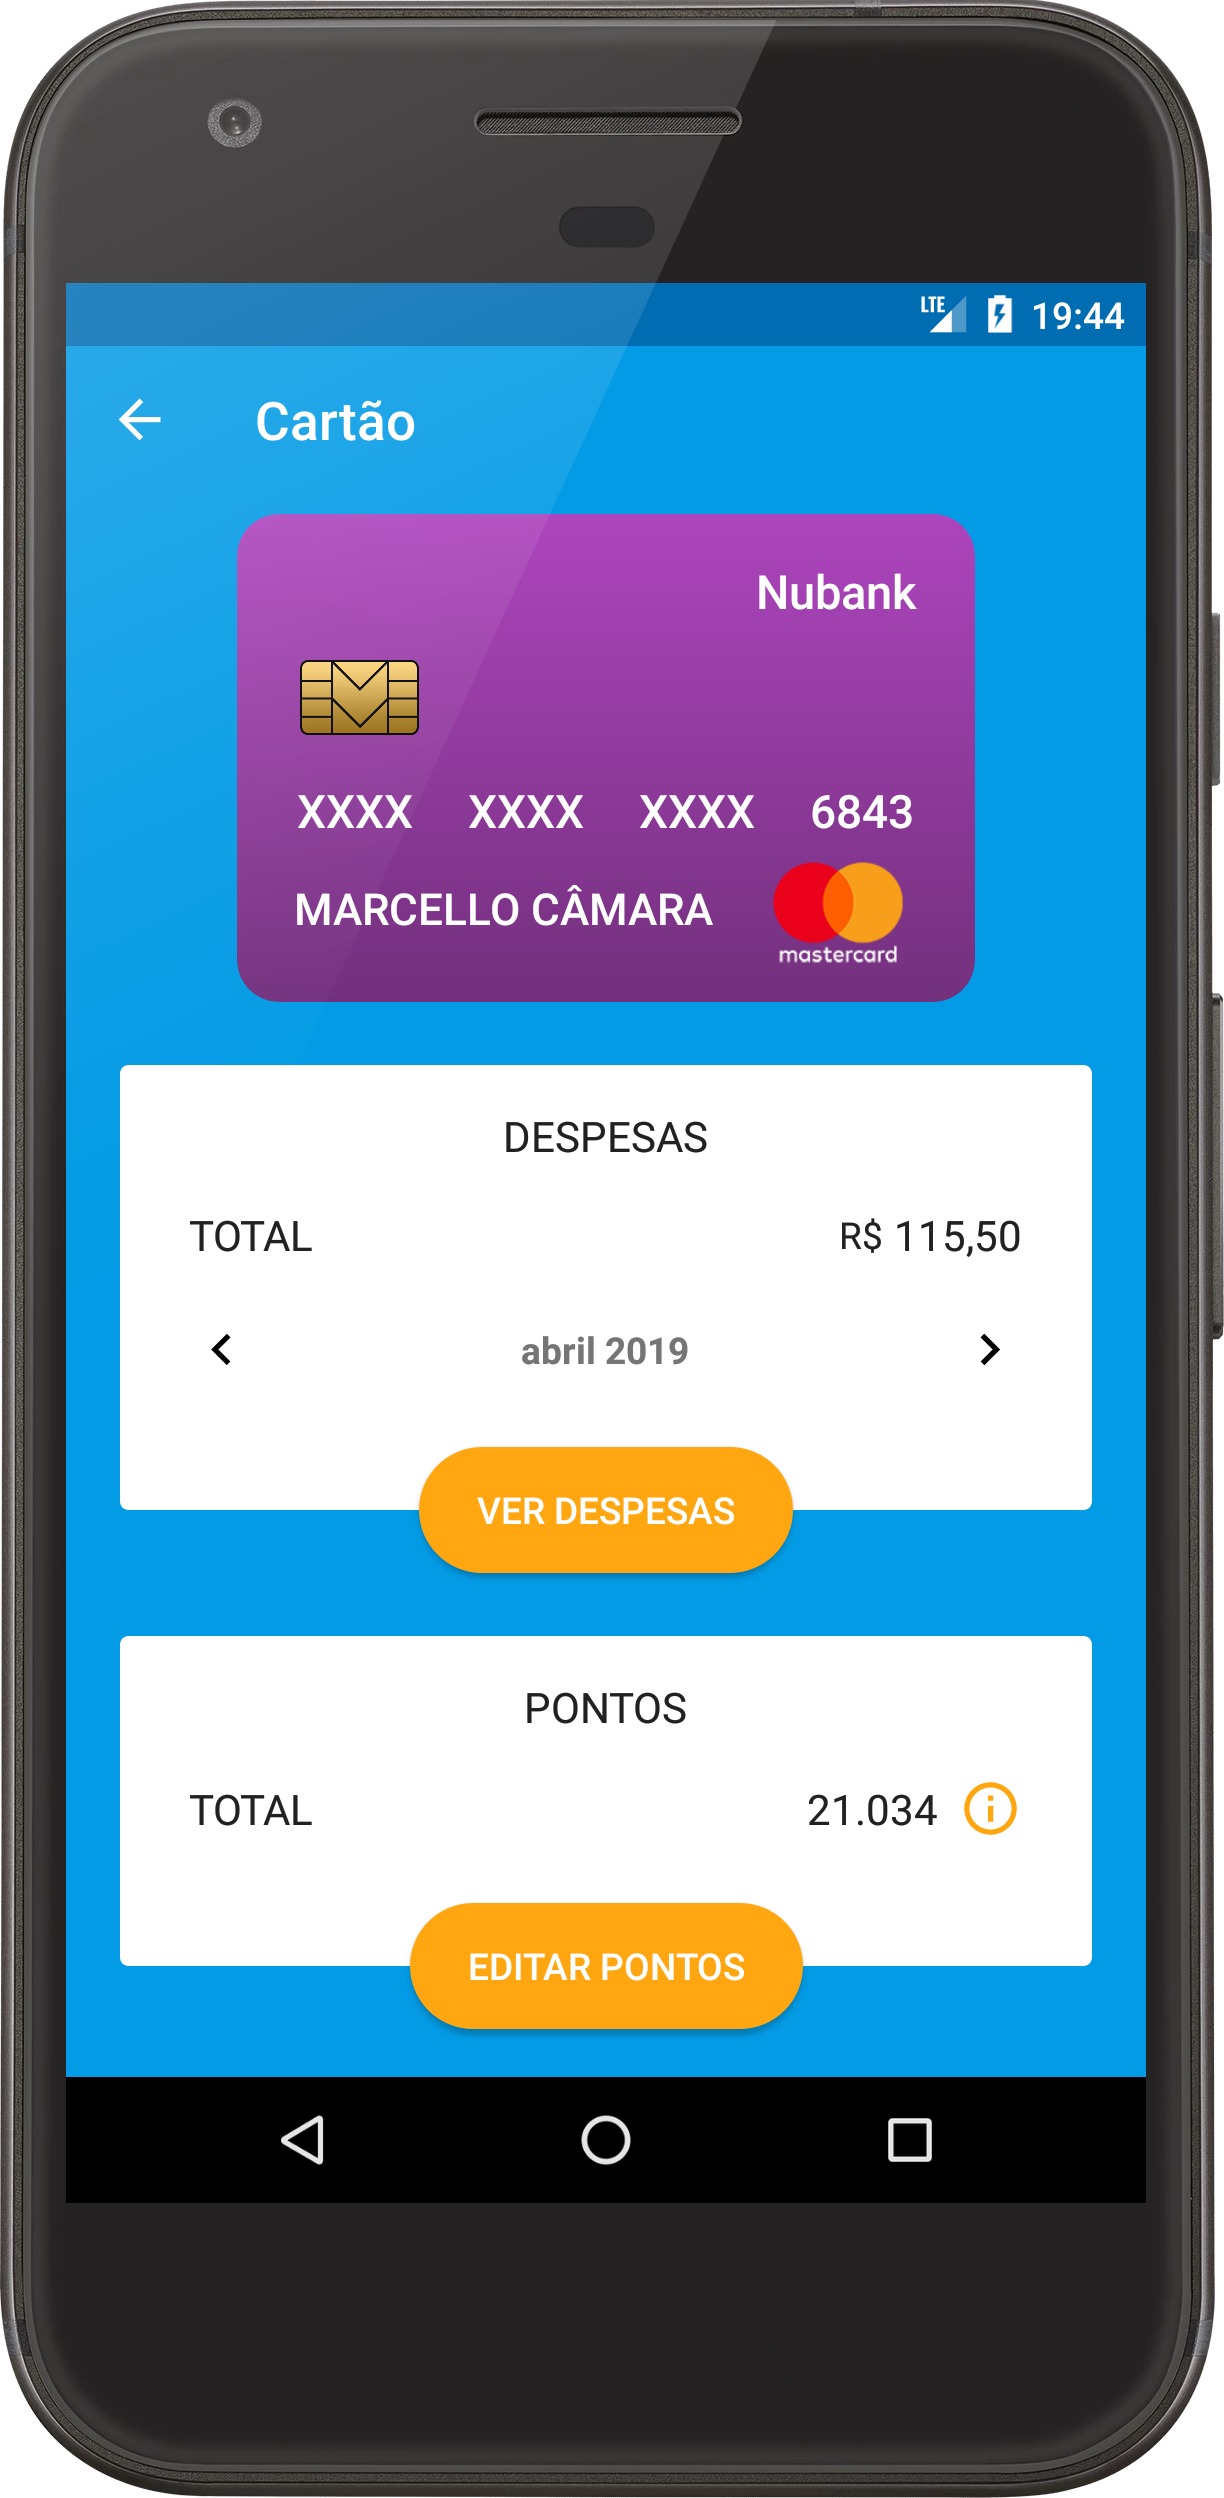 LTE 19:44
Cartão
Nubank
XXXX XXXX XXXX 6843
MARCELLO CÂMARA
mastercard
DESPESAS
TOTAL R$ 115,50
abril 2019
VER DESPESAS
PONTOS
TOTAL 21.034
EDITAR PONTOS